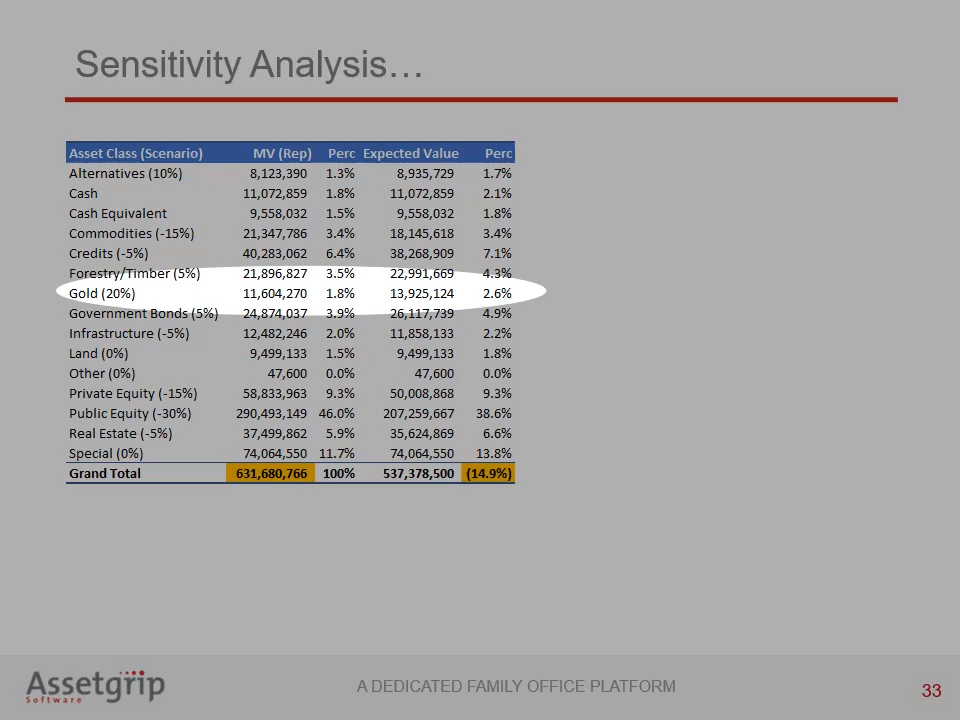 Sensitivity Analysis…
Asset Class (Scenario) MV (Rep) Perc Expected Value Perc
Alternatives (10%) 8,123,390 1.3% 8,935,729 1.7%
Cash 11,072,859 1.8% 11,072,859 2.1%
Cash Equivalent 9,558,032 1.5% 9,558,032 1.8%
Commodities (-15%) 21,347,786 3.4% 18,145,618 3.4%
Credits (-5%) 40,283,062 6.4% 38,268,909 7.1%
Forestry/Timber (5%) 21,896,827 3.5% 22,991,669 4.3%
Gold (20%) 11,604,270 1.8% 13,925,124 2.6%
Government Bonds (5%) 24,874,037 3.9% 26,117,739 4.9%
Infrastructure (-5%) 12,482,246 2.0% 11,858,133 2.2%
Land (0%) 9,499,133 1.5% 9,499,133 1.8%
Other (0%) 47,600 0.0% 47,600 0.0%
Private Equity (-15%) 58,833,963 9.3% 50,008,868 9.3%
Public Equity (-30%) 290,493,149 46.0% 207,259,667 38.6%
Real Estate (-5%) 37,499,862 5.9% 35,624,869 6.6%
Special (0%) 74,064,550 11.7% 74,064,550 13.8%
Grand Total 631,680,766 100% 537,378,500 (14.9%)
Assetgrip
Software
A DEDICATED FAMILY OFFICE PLATFORM
33